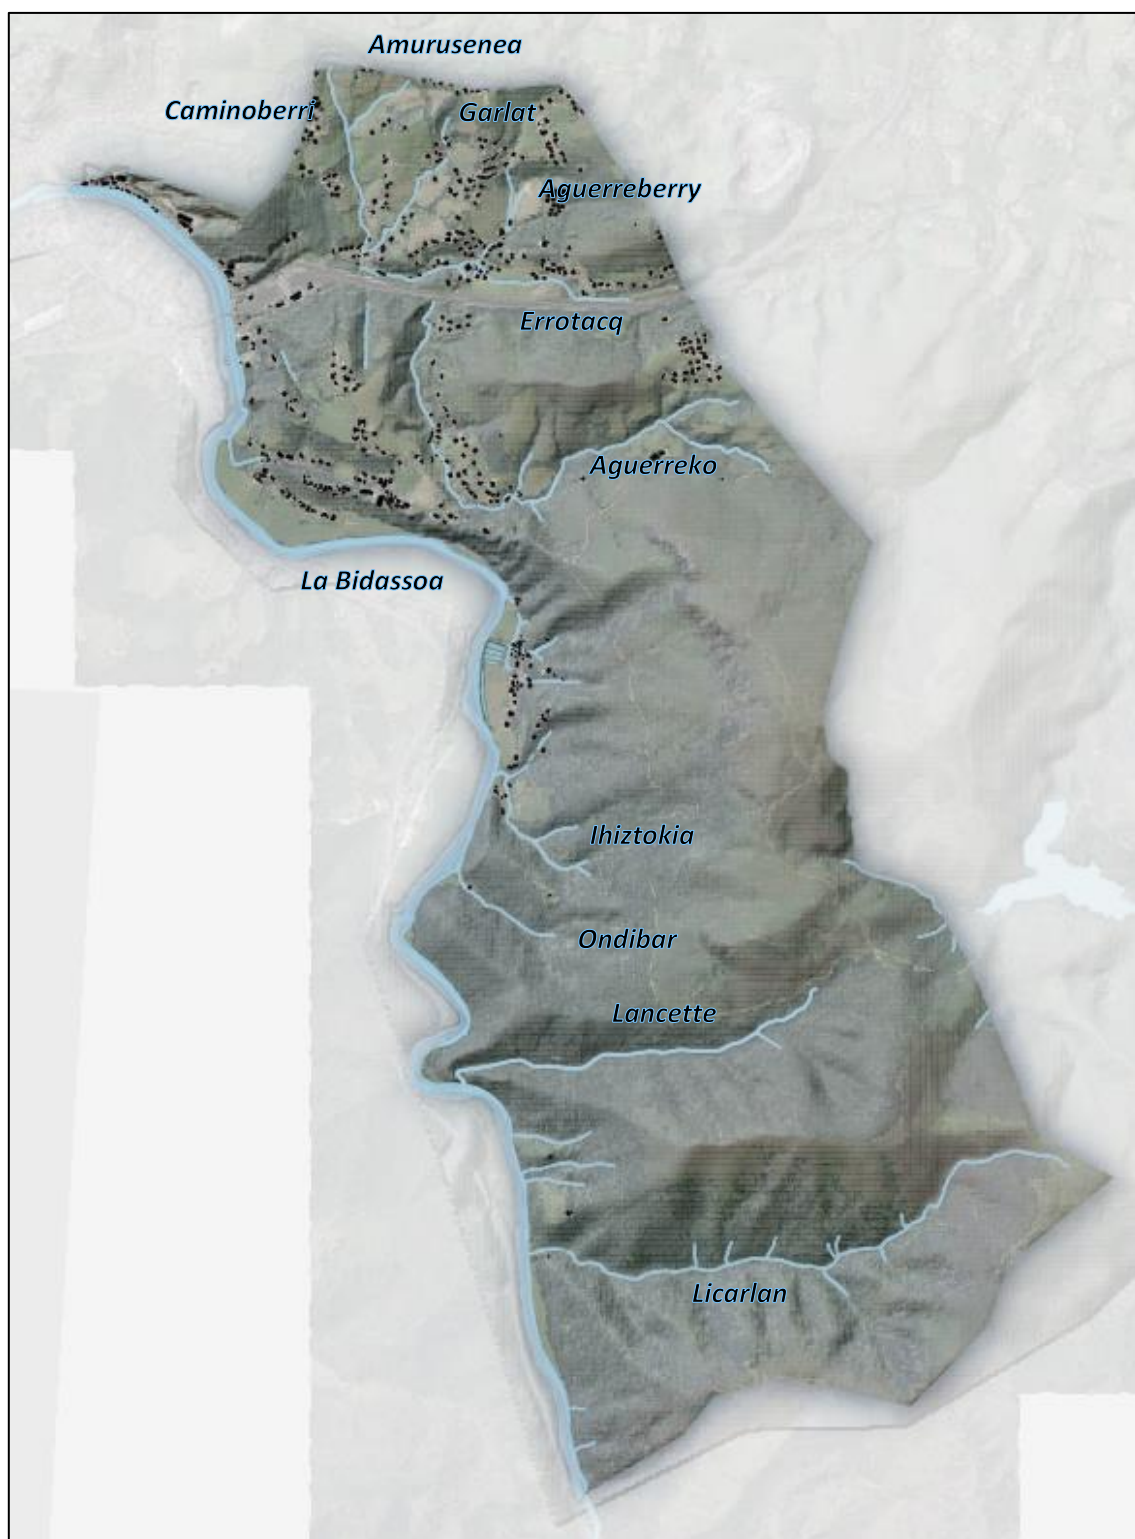 Amurusenea
Caminoberri
Garlat
Aguerreberry
Errotacq
Aguerreko
La Bidassoa
Ihiztokia
Ondibar
Lancette
Licarlan